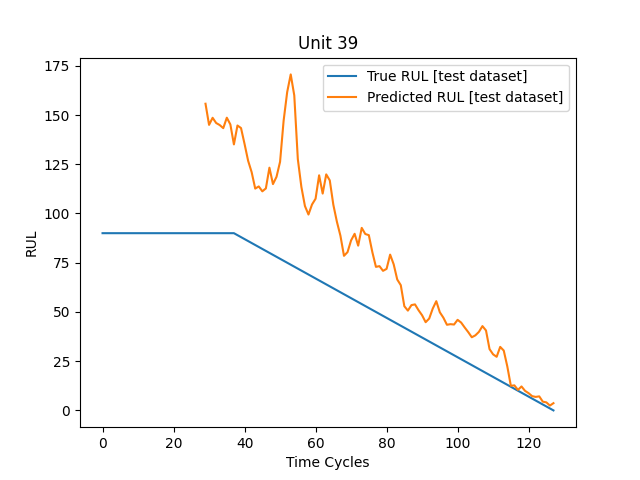 Unit 39
True RUL [test dataset]
Predicted RUL [test dataset]
175
150
125
100
75
50
25
0
RUL
0 20 40 60 80 100 120
Time Cycles